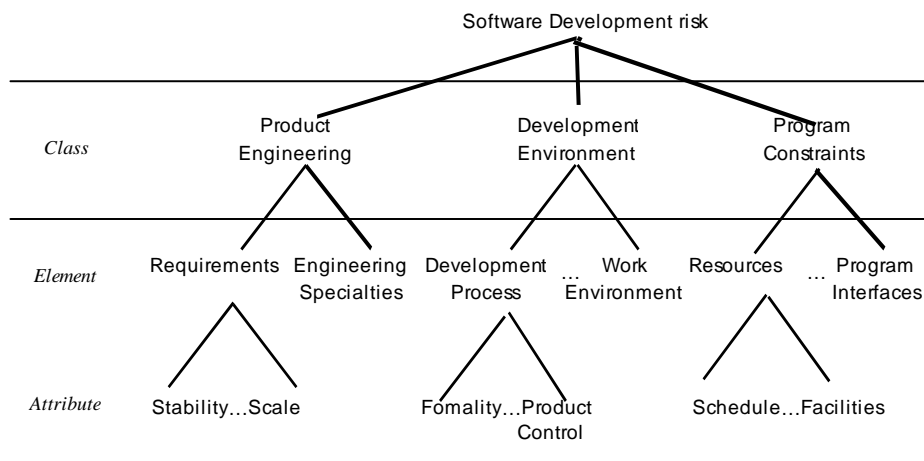 Software Development risk
Class
Product
Engineering
Development
Environment
Program
Constraints
Element
Requirements
Engineering
Specialties
Development
Process
...
Work
Environment
Resources
...
Program
Interfaces
Attribute
Stability...Scale
Fomality...Product
Control
Schedule...Facilities